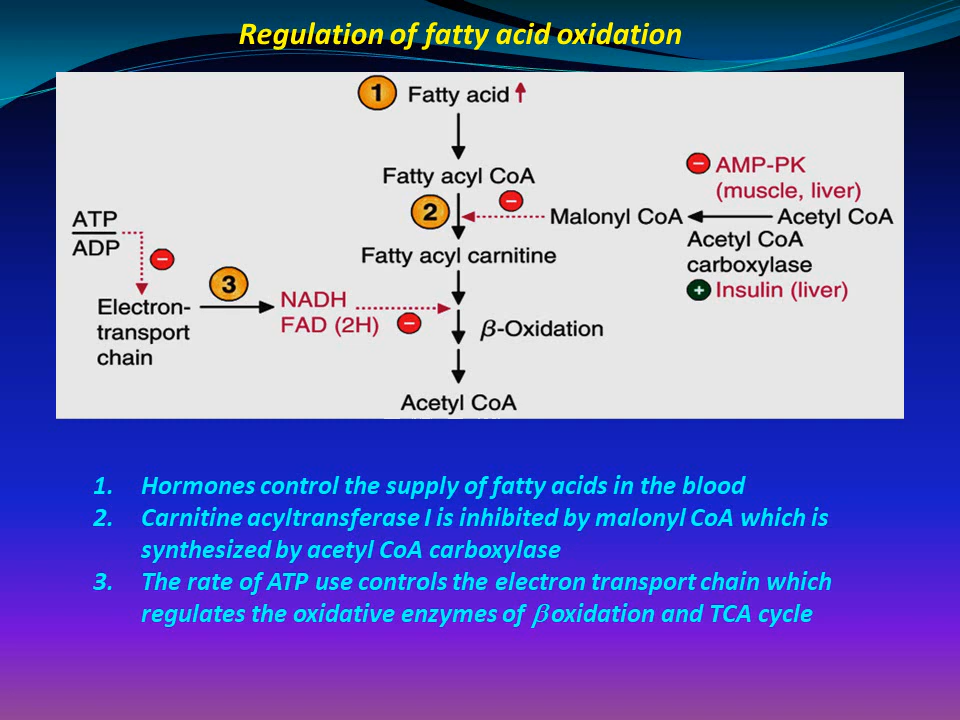 Regulation of fatty acid oxidation
1 Fatty acid
Fatty acyl CoA
− AMP-PK
(muscle, liver)
2
−
Malonyl CoA
Acetyl CoA
Acetyl CoA
carboxylase
+ Insulin (liver)
ATP
ADP
−
Fatty acyl carnitine
3
Electron-
transport
chain
NADH
FAD (2H)
−
β-Oxidation
Acetyl CoA
1. Hormones control the supply of fatty acids in the blood
2. Carnitine acyltransferase I is inhibited by malonyl CoA which is
synthesized by acetyl CoA carboxylase
3. The rate of ATP use controls the electron transport chain which
regulates the oxidative enzymes of β oxidation and TCA cycle